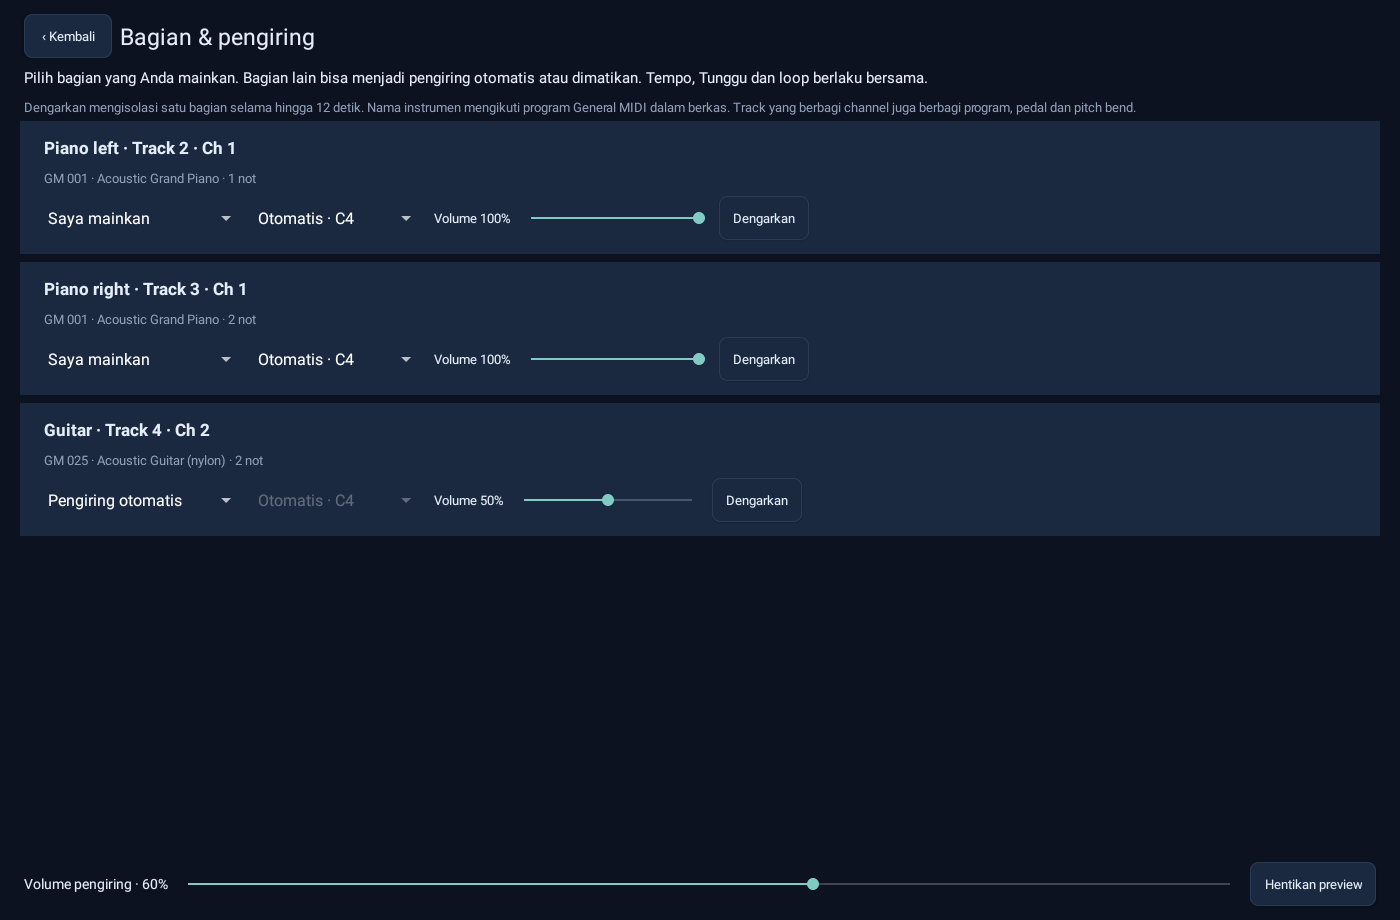 ‹ Kembali
Bagian & pengiring
Pilih bagian yang Anda mainkan. Bagian lain bisa menjadi pengiring otomatis atau dimatikan. Tempo, Tunggu dan loop berlaku bersama.
Dengarkan mengisolasi satu bagian selama hingga 12 detik. Nama instrumen mengikuti program General MIDI dalam berkas. Track yang berbagi channel juga berbagi program, pedal dan pitch bend.
Piano left · Track 2 · Ch 1
GM 001 · Acoustic Grand Piano · 1 not
Saya mainkan Otomatis · C4 Volume 100% Dengarkan
Piano right · Track 3 · Ch 1
GM 001 · Acoustic Grand Piano · 2 not
Saya mainkan Otomatis · C4 Volume 100% Dengarkan
Guitar · Track 4 · Ch 2
GM 025 · Acoustic Guitar (nylon) · 2 not
Pengiring otomatis Otomatis · C4 Volume 50% Dengarkan
Volume pengiring · 60% Hentikan preview